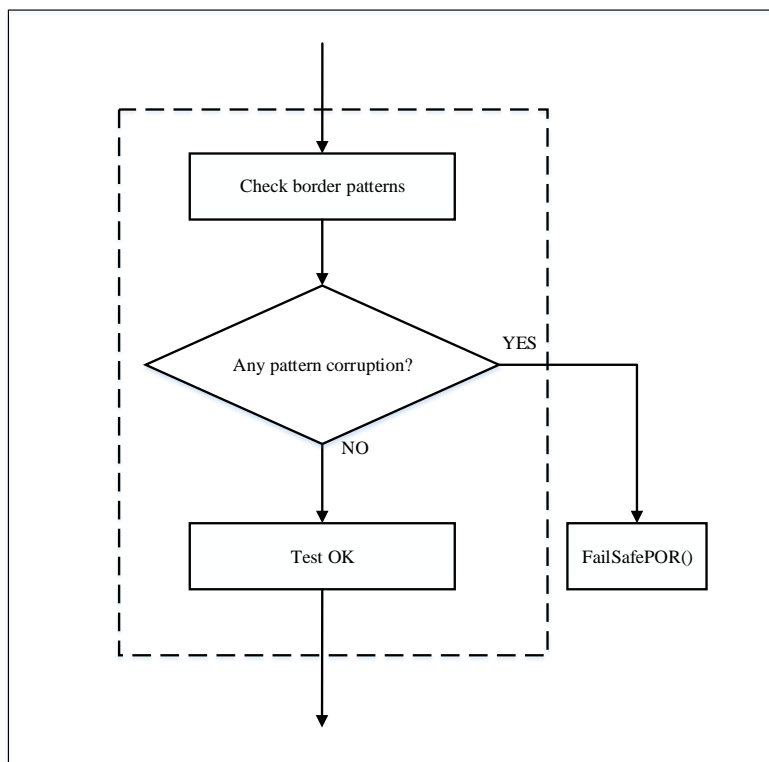 Check border patterns
Any pattern corruption?
YES
NO
Test OK
FailSafePOR()